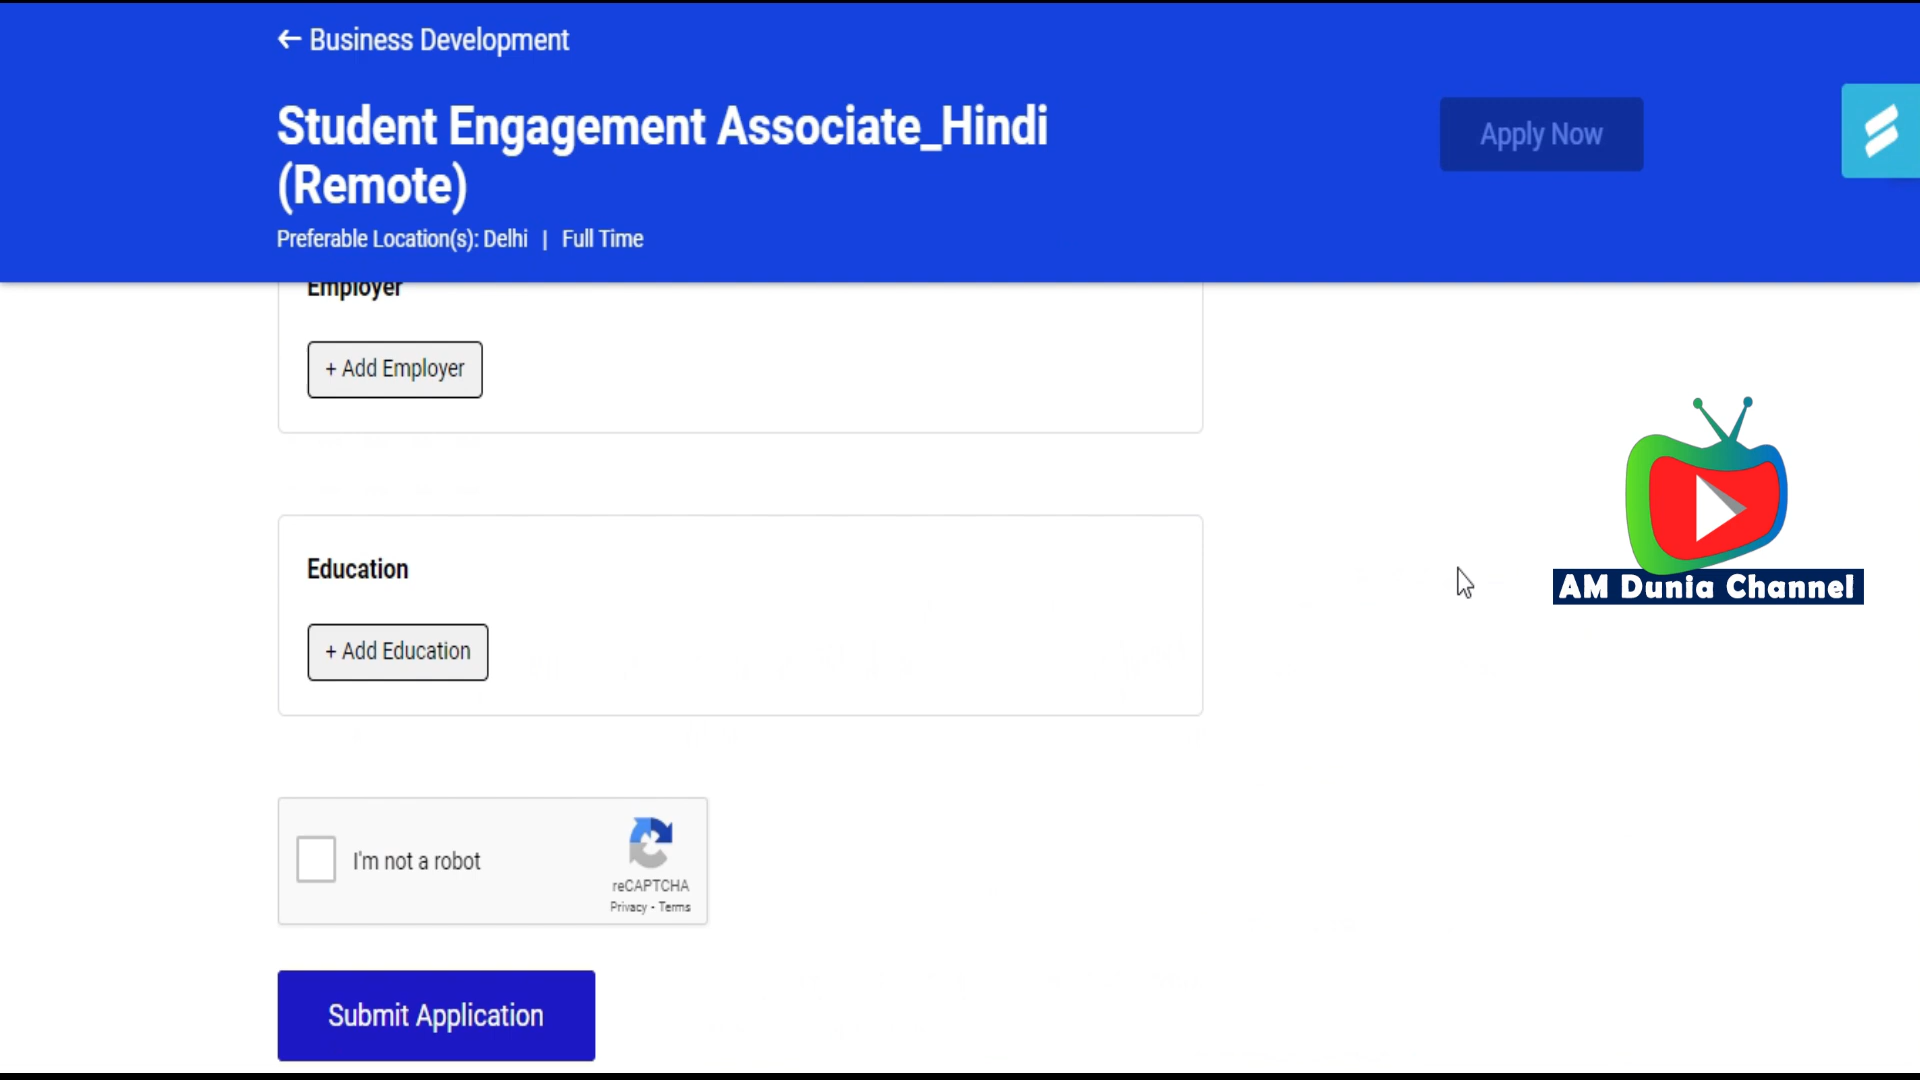 ← Business Development
Student Engagement Associate_Hindi
(Remote)
Preferable Location(s): Delhi | Full Time
Apply Now
Employer
+ Add Employer
AM Dunia Channel
Education
+ Add Education
I'm not a robot
reCAPTCHA
Privacy - Terms
Submit Application